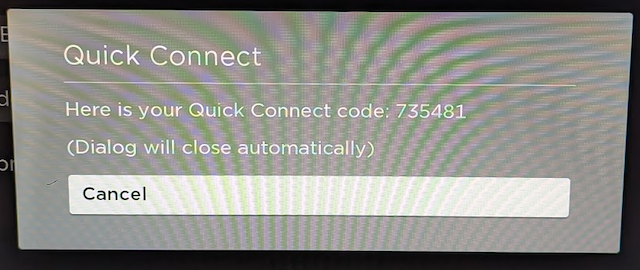 Quick Connect
Here is your Quick Connect code: 735481
(Dialog will close automatically)
Cancel